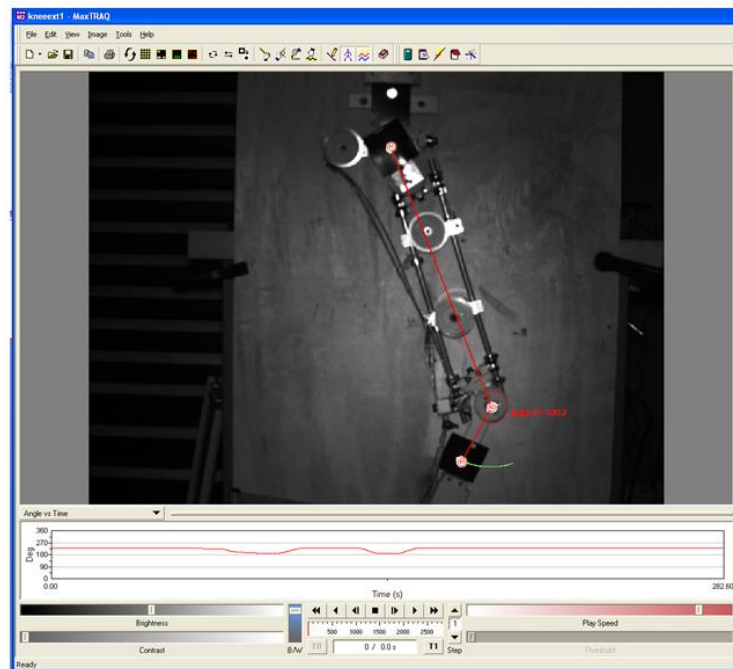 kneeext1 - MaxTRAQ
File Edit View Image Tools Help
Angle vs Time
360
270
180
90
0
Deg
0.00
282.60
Time (s)
Brightness
Contrast
B/W
500 1000 1500 2000 2500
T0
0 / 0.0 s
T1
1
Step
Play Speed
Threshold
Ready